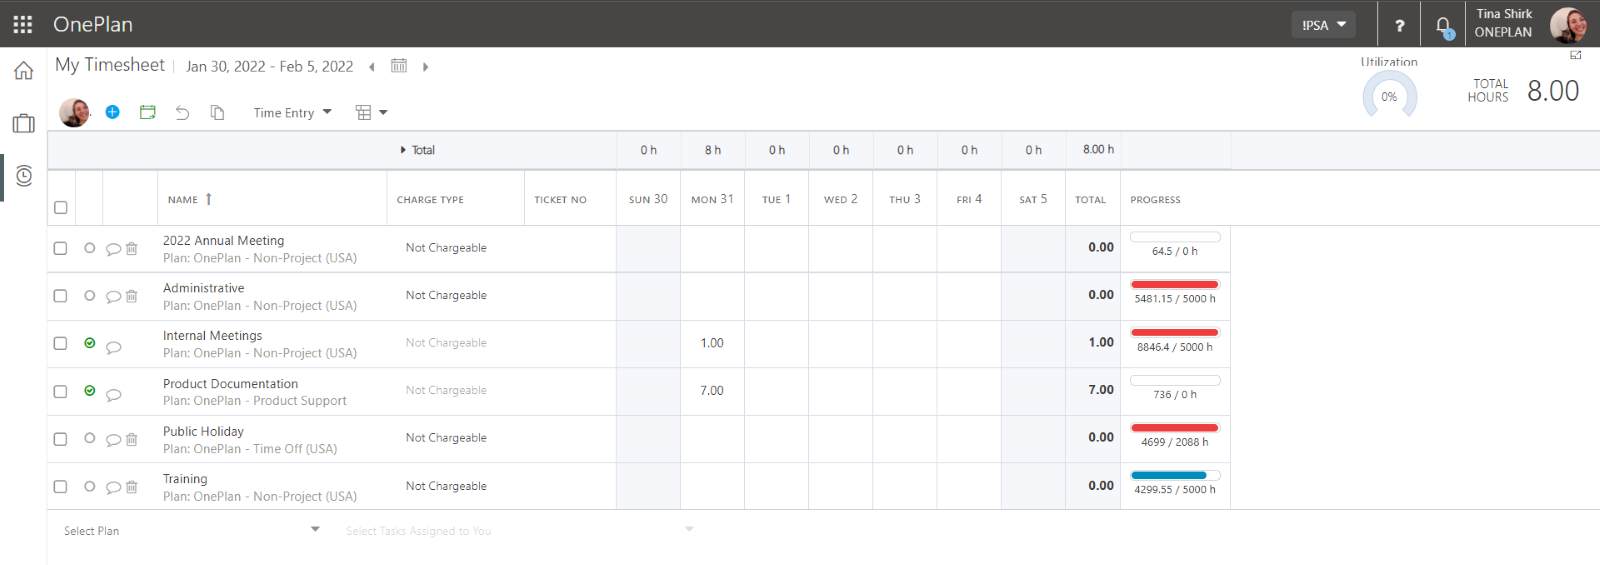 OnePlan
!PSA
?
Tina Shirk
ONEPLAN
1
My Timesheet
Jan 30, 2022 - Feb 5, 2022
Utilization
0%
TOTAL
HOURS
8.00
Time Entry
Total 0 h 8 h 0 h 0 h 0 h 0 h 0 h 8.00 h
NAME CHARGE TYPE TICKET NO SUN 30 MON 31 TUE 1 WED 2 THU 3 FRI 4 SAT 5 TOTAL PROGRESS
2022 Annual Meeting
Plan: OnePlan - Non-Project (USA)
Not Chargeable
0.00
64.5 / 0 h
Administrative
Plan: OnePlan - Non-Project (USA)
Not Chargeable
0.00
5481.15 / 5000 h
Internal Meetings
Plan: OnePlan - Non-Project (USA)
Not Chargeable
1.00
1.00
8846.4 / 5000 h
Product Documentation
Plan: OnePlan - Product Support
Not Chargeable
7.00
7.00
736 / 0 h
Public Holiday
Plan: OnePlan - Time Off (USA)
Not Chargeable
0.00
4699 / 2088 h
Training
Plan: OnePlan - Non-Project (USA)
Not Chargeable
0.00
4299.55 / 5000 h
Select Plan
Select Tasks Assigned to You